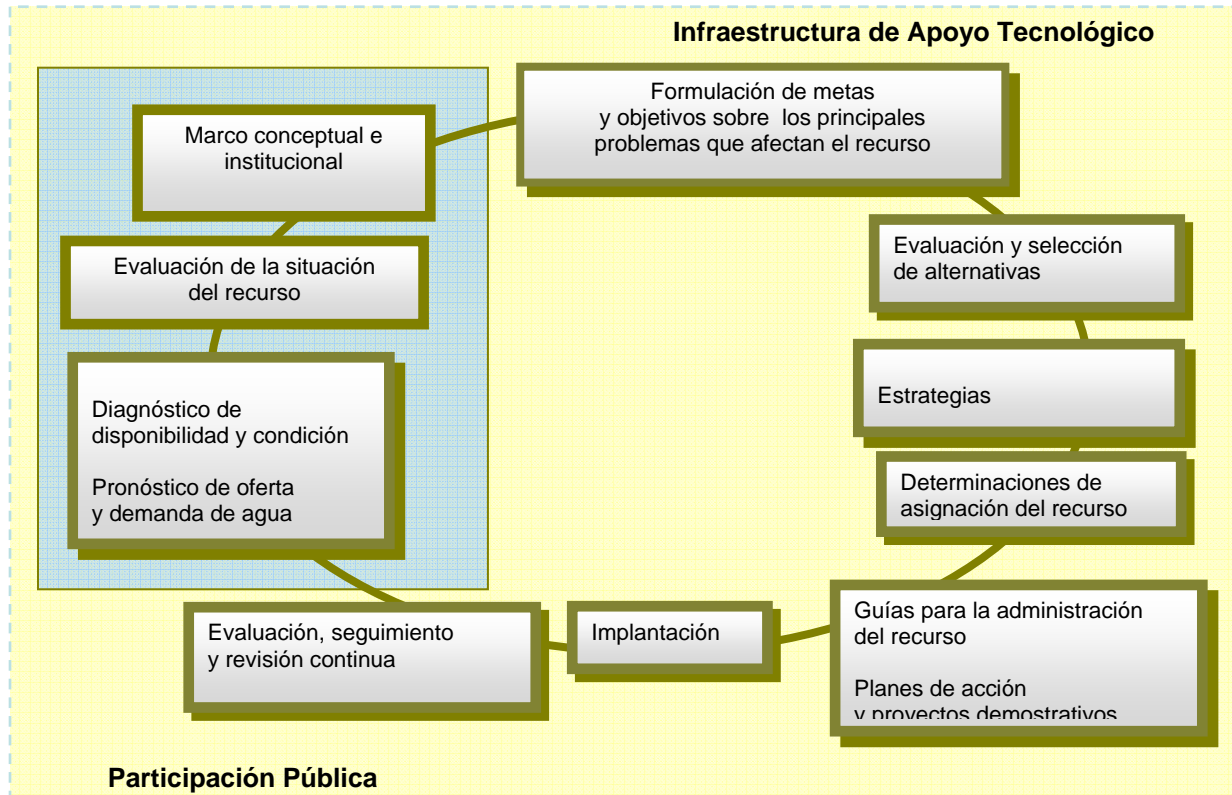 Infraestructura de Apoyo Tecnológico
Marco conceptual e
institucional
Formulación de metas
y objetivos sobre los principales
problemas que afectan el recurso
Evaluación de la situación
del recurso
Evaluación y selección
de alternativas
Diagnóstico de
disponibilidad y condición
Pronóstico de oferta
y demanda de agua
Estrategias
Determinaciones de
asignación del recurso
Evaluación, seguimiento
y revisión continua
Implantación
Guías para la administración
del recurso
Planes de acción
y proyectos demostrativos
Participación Pública